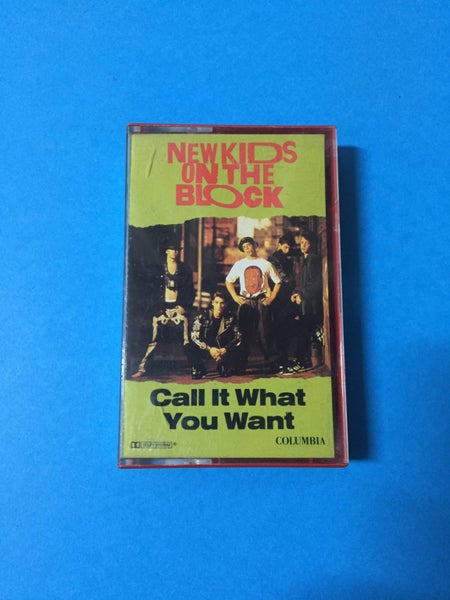 NEW KIDS
ON THE
BLOCK
Call It What
You Want
COLUMBIA